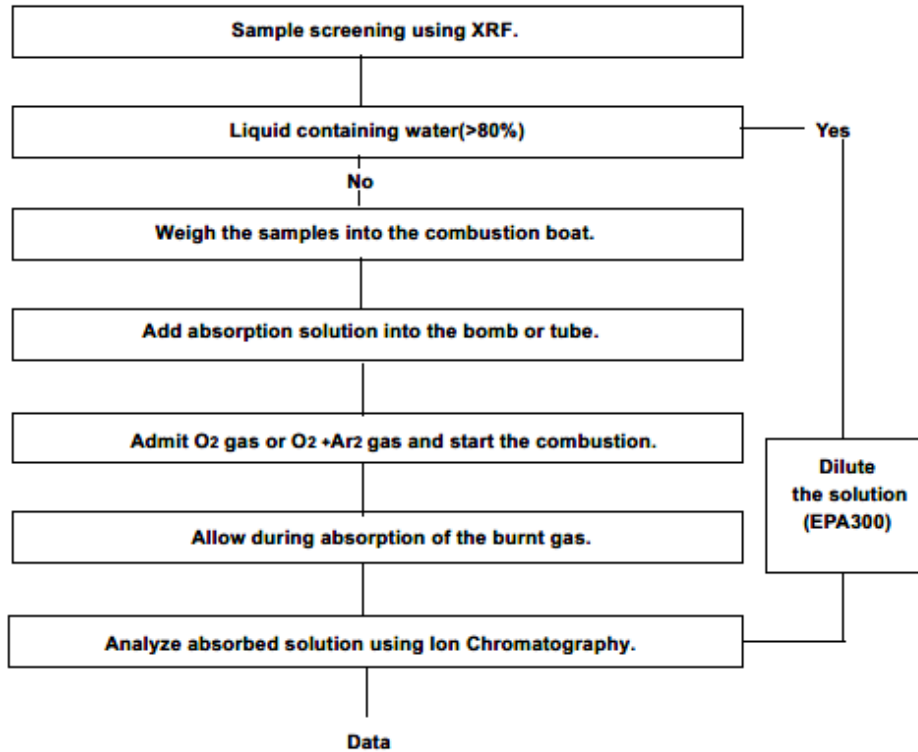 Sample screening using XRF.
Liquid containing water(>80%)
Yes
No
Weigh the samples into the combustion boat.
Add absorption solution into the bomb or tube.
Admit O2 gas or O2 +Ar2 gas and start the combustion.
Dilute
the solution
(EPA300)
Allow during absorption of the burnt gas.
Analyze absorbed solution using Ion Chromatography.
Data